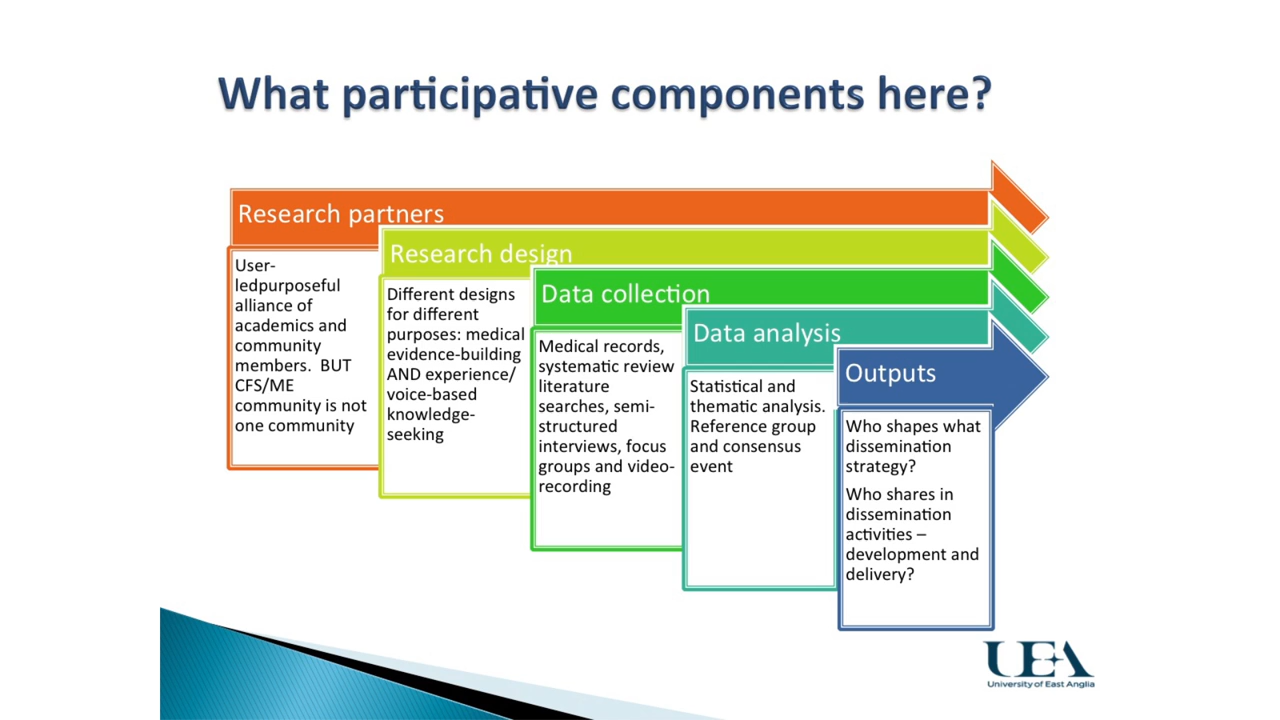 What participative components here?
Research partners
User-
ledpurposeful
alliance of
academics and
community
members.  BUT
CFS/ME
community is not
one community
Research design
Different designs
for different
purposes: medical
evidence-building
AND experience/
voice-based
knowledge-
seeking
Data collection
Medical records,
systematic review
literature
searches, semi-
structured
interviews, focus
groups and video-
recording
Data analysis
Statistical and
thematic analysis.
Reference group
and consensus
event
Outputs
Who shapes what
dissemination
strategy?
Who shares in
dissemination
activities –
development and
delivery?
UEA
University of East Anglia